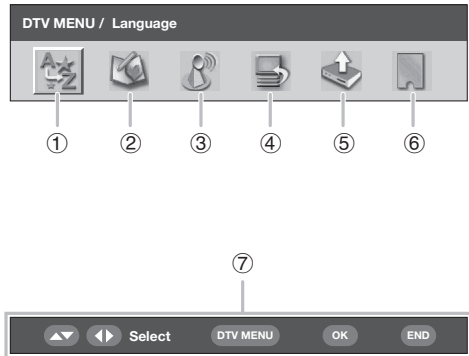 DTV MENU / Language
A Z
① ② ③ ④ ⑤ ⑥
⑦
Select DTV MENU OK END